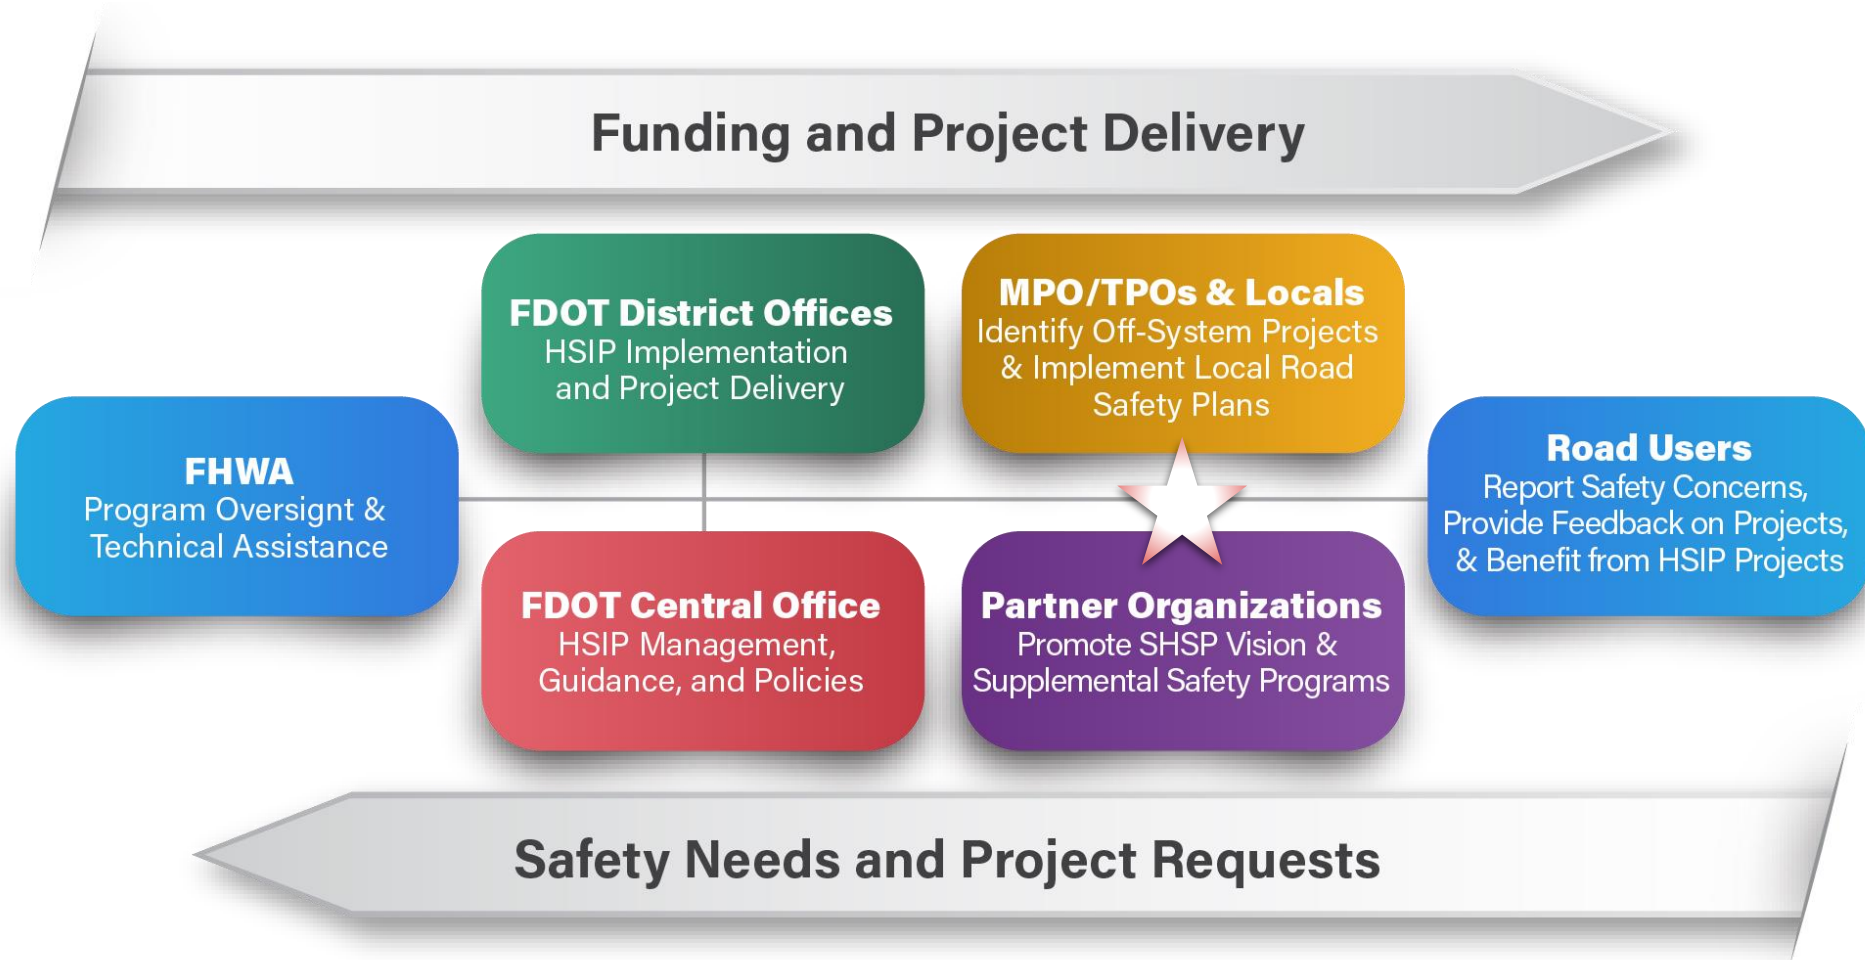 Funding and Project Delivery
FHWA
Program Oversignt &
Technical Assistance
FDOT District Offices
HSIP Implementation
and Project Delivery
FDOT Central Office
HSIP Management,
Guidance, and Policies
MPO/TPOs & Locals
Identify Off-System Projects
& Implement Local Road
Safety Plans
Partner Organizations
Promote SHSP Vision &
Supplemental Safety Programs
Road Users
Report Safety Concerns,
Provide Feedback on Projects,
& Benefit from HSIP Projects
Safety Needs and Project Requests